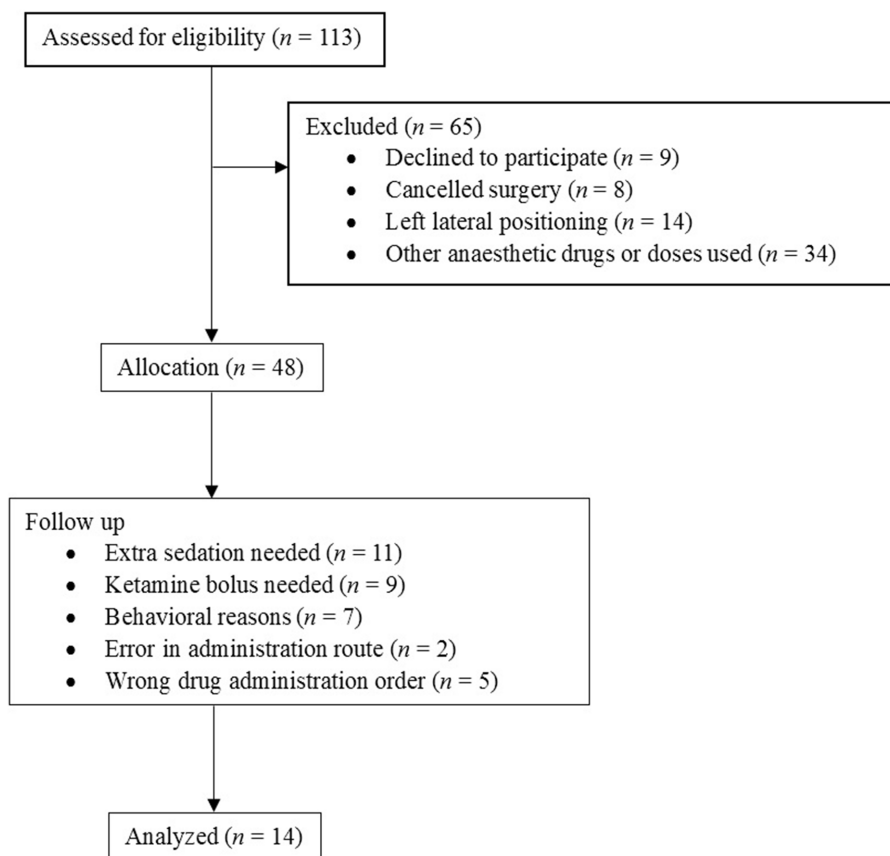 Assessed for eligibility (n = 113)
Excluded (n = 65)
• Declined to participate (n = 9)
• Cancelled surgery (n = 8)
• Left lateral positioning (n = 14)
• Other anaesthetic drugs or doses used (n = 34)
Allocation (n = 48)
Follow up
• Extra sedation needed (n = 11)
• Ketamine bolus needed (n = 9)
• Behavioral reasons (n = 7)
• Error in administration route (n = 2)
• Wrong drug administration order (n = 5)
Analyzed (n = 14)